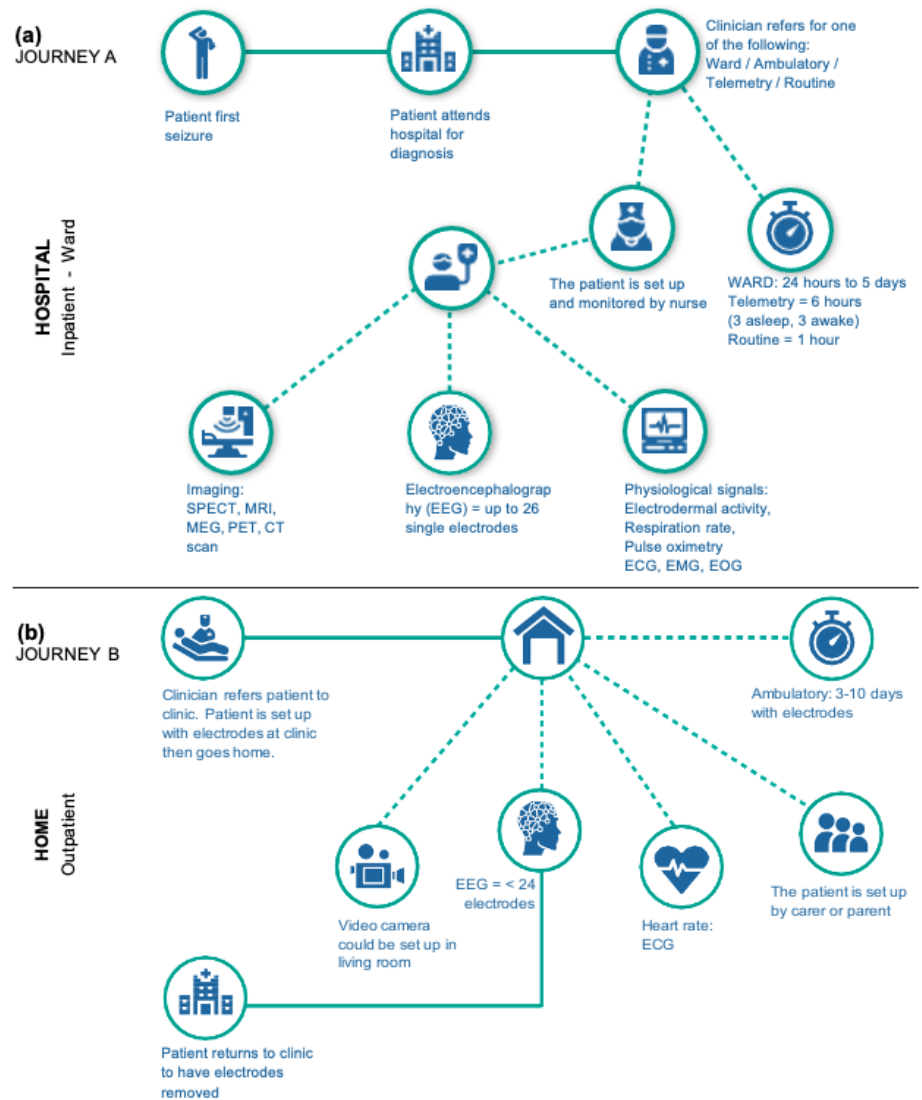 (a)
JOURNEY A
Patient first
seizure
Patient attends
hospital for
diagnosis
Clinician refers for one
of the following:
Ward / Ambulatory /
Telemetry / Routine
HOSPITAL
Inpatient - Ward
The patient is set up
and monitored by nurse
WARD: 24 hours to 5 days
Telemetry = 6 hours
(3 asleep, 3 awake)
Routine = 1 hour
Imaging:
SPECT, MRI,
MEG, PET, CT
scan
Electroencephalograp
hy (EEG) = up to 26
single electrodes
Physiological signals:
Electrodermal activity,
Respiration rate,
Pulse oximetry
ECG, EMG, EOG
(b)
JOURNEY B
Clinician refers patient to
clinic. Patient is set up
with electrodes at clinic
then goes home.
Ambulatory: 3-10 days
with electrodes
HOME
Outpatient
Video camera
could be set up in
living room
EEG = < 24
electrodes
Heart rate:
ECG
The patient is set up
by carer or parent
Patient returns to clinic
to have electrodes
removed